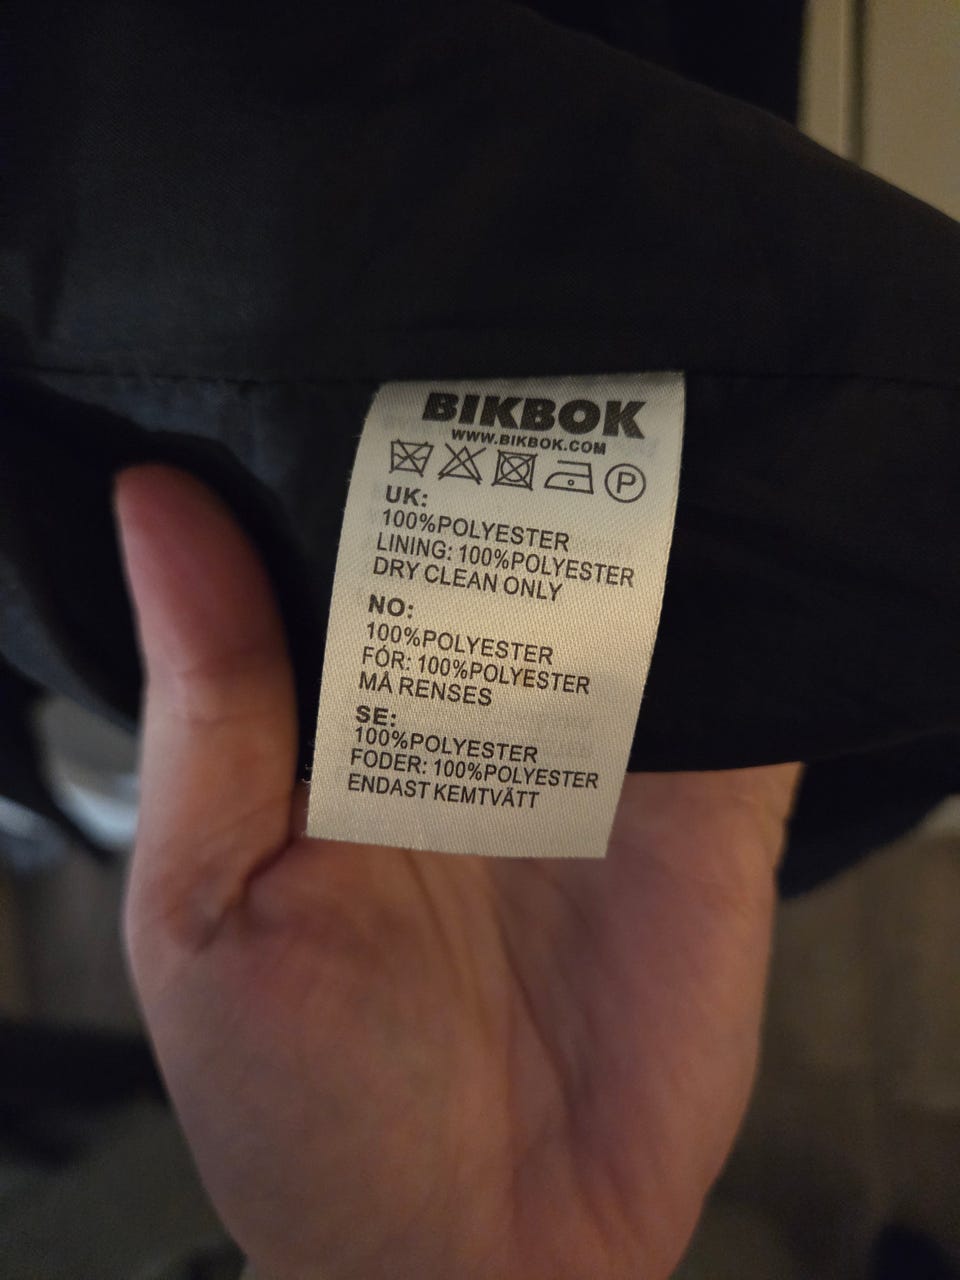 BIKBOK
WWW.BIKBOK.COM
P
UK:
100%POLYESTER
LINING: 100%POLYESTER
DRY CLEAN ONLY
NO:
100%POLYESTER
FÓR: 100%POLYESTER
MÅ RENSES
SE:
100%POLYESTER
FODER: 100%POLYESTER
ENDAST KEMTVÄTT